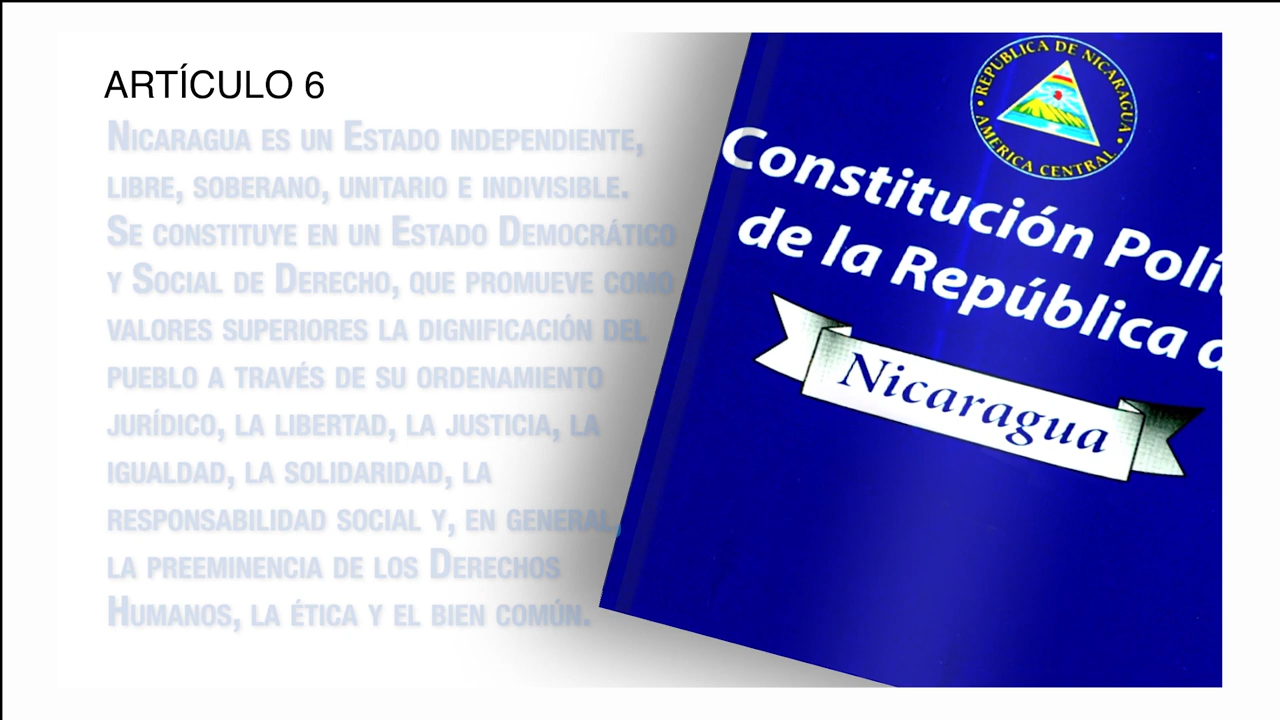 ARTÍCULO 6
NICARAGUA ES UN ESTADO INDEPENDIENTE,
LIBRE, SOBERANO, UNITARIO E INDIVISIBLE.
SE CONSTITUYE EN UN ESTADO DEMOCRÁTICO
Y SOCIAL DE DERECHO, QUE PROMUEVE COMO
VALORES SUPERIORES LA DIGNIFICACIÓN DEL
PUEBLO A TRAVÉS DE SU ORDENAMIENTO
JURÍDICO, LA LIBERTAD, LA JUSTICIA, LA
IGUALDAD, LA SOLIDARIDAD, LA
RESPONSABILIDAD SOCIAL Y, EN GENERAL,
LA PREEMINENCIA DE LOS DERECHOS
HUMANOS, LA ÉTICA Y EL BIEN COMÚN.
REPUBLICA DE NICARAGUA
AMERICA CENTRAL
Constitución Polí
de la República d
Nicaragua